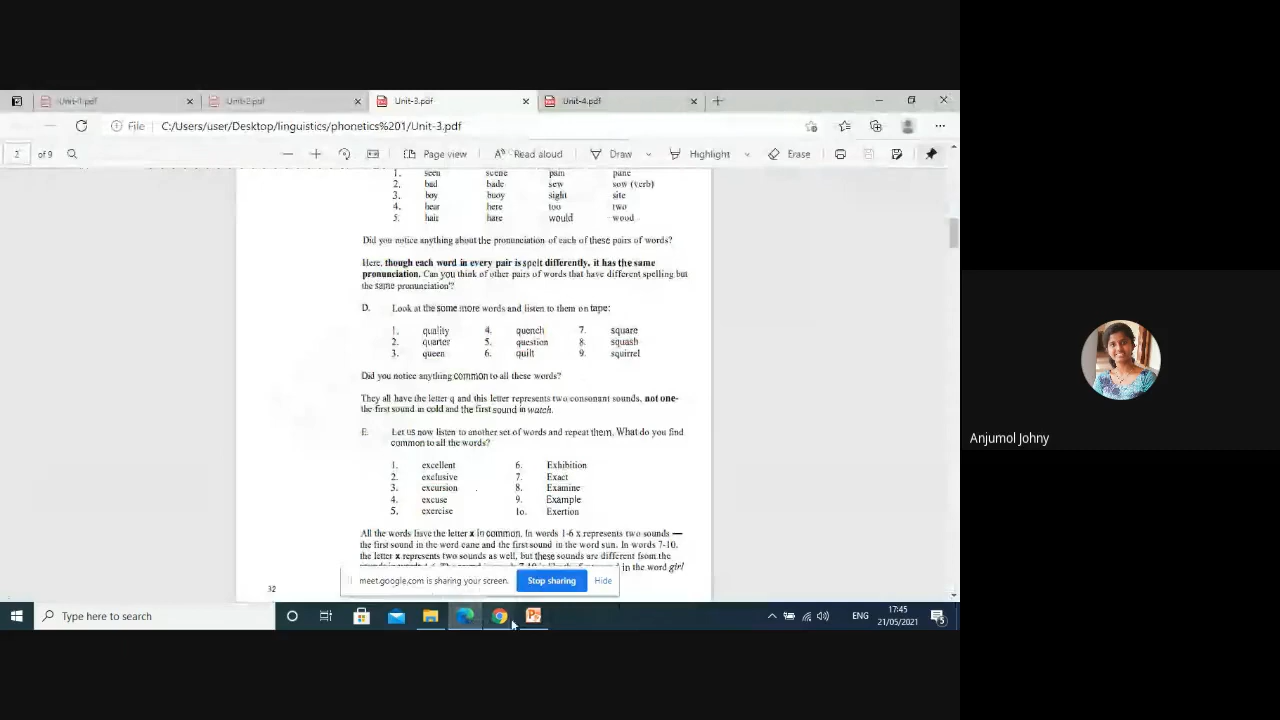 Unit-1.pdf Unit-2.pdf Unit-3.pdf Unit-4.pdf
File C:/Users/user/Desktop/linguistics/phonetics%201/Unit-3.pdf
2 of 9 Page view Read aloud Draw Highlight Erase
1. seen scene pain pane
2. bad bade sew sow (verb)
3. boy buoy sight site
4. hear here too two
5. hair hare would wood
Did you notice anything about the pronunciation of each of these pairs of words?
Here, though each word in every pair is spelt differently, it has the same
pronunciation. Can you think of other pairs of words that have different spelling but
the same pronunciation?
D. Look at the some more words and listen to them on tape:
1. quality 4. quench 7. square
2. quarter 5. question 8. squash
3. queen 6. quilt 9. squirrel
Did you notice anything common to all these words?
They all have the letter q and this letter represents two consonant sounds, not one-
the first sound in cold and the first sound in watch.
E. Let us now listen to another set of words and repeat them. What do you find
common to all the words?
1. excellent 6. Exhibition
2. exclusive 7. Exact
3. excursion 8. Examine
4. excuse 9. Example
5. exercise 1o. Exertion
All the words have the letter x in common. In words 1-6 x represents two sounds —
the first sound in the word cane and the first sound in the word sun. In words 7-10,
the letter x represents two sounds as well, but these sounds are different from the
in the word girl
meet.google.com is sharing your screen. Stop sharing Hide
32
Type here to search
ENG 17:45
21/05/2021
5
Anjumol Johny